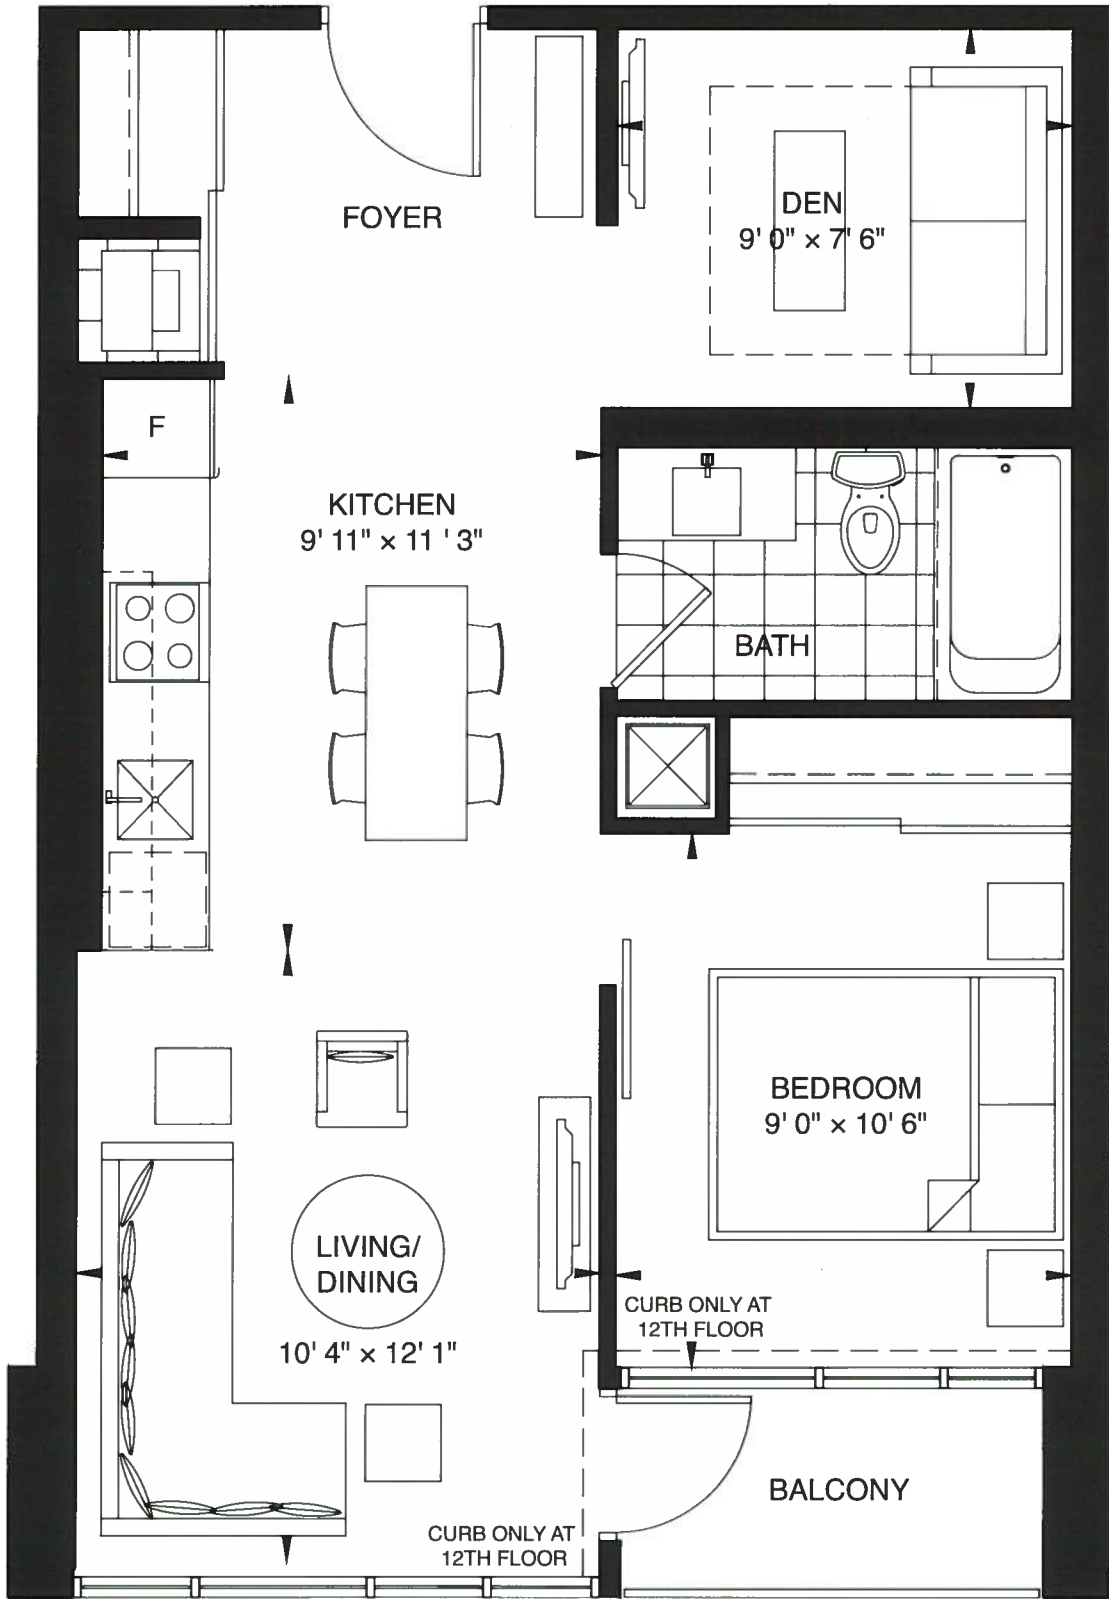 FOYER
DEN
9' 0" × 7' 6"
F
KITCHEN
9' 11" × 11 ' 3"
BATH
BEDROOM
9' 0" × 10' 6"
LIVING/
DINING
10' 4" × 12' 1"
CURB ONLY AT
12TH FLOOR
BALCONY
CURB ONLY AT
12TH FLOOR